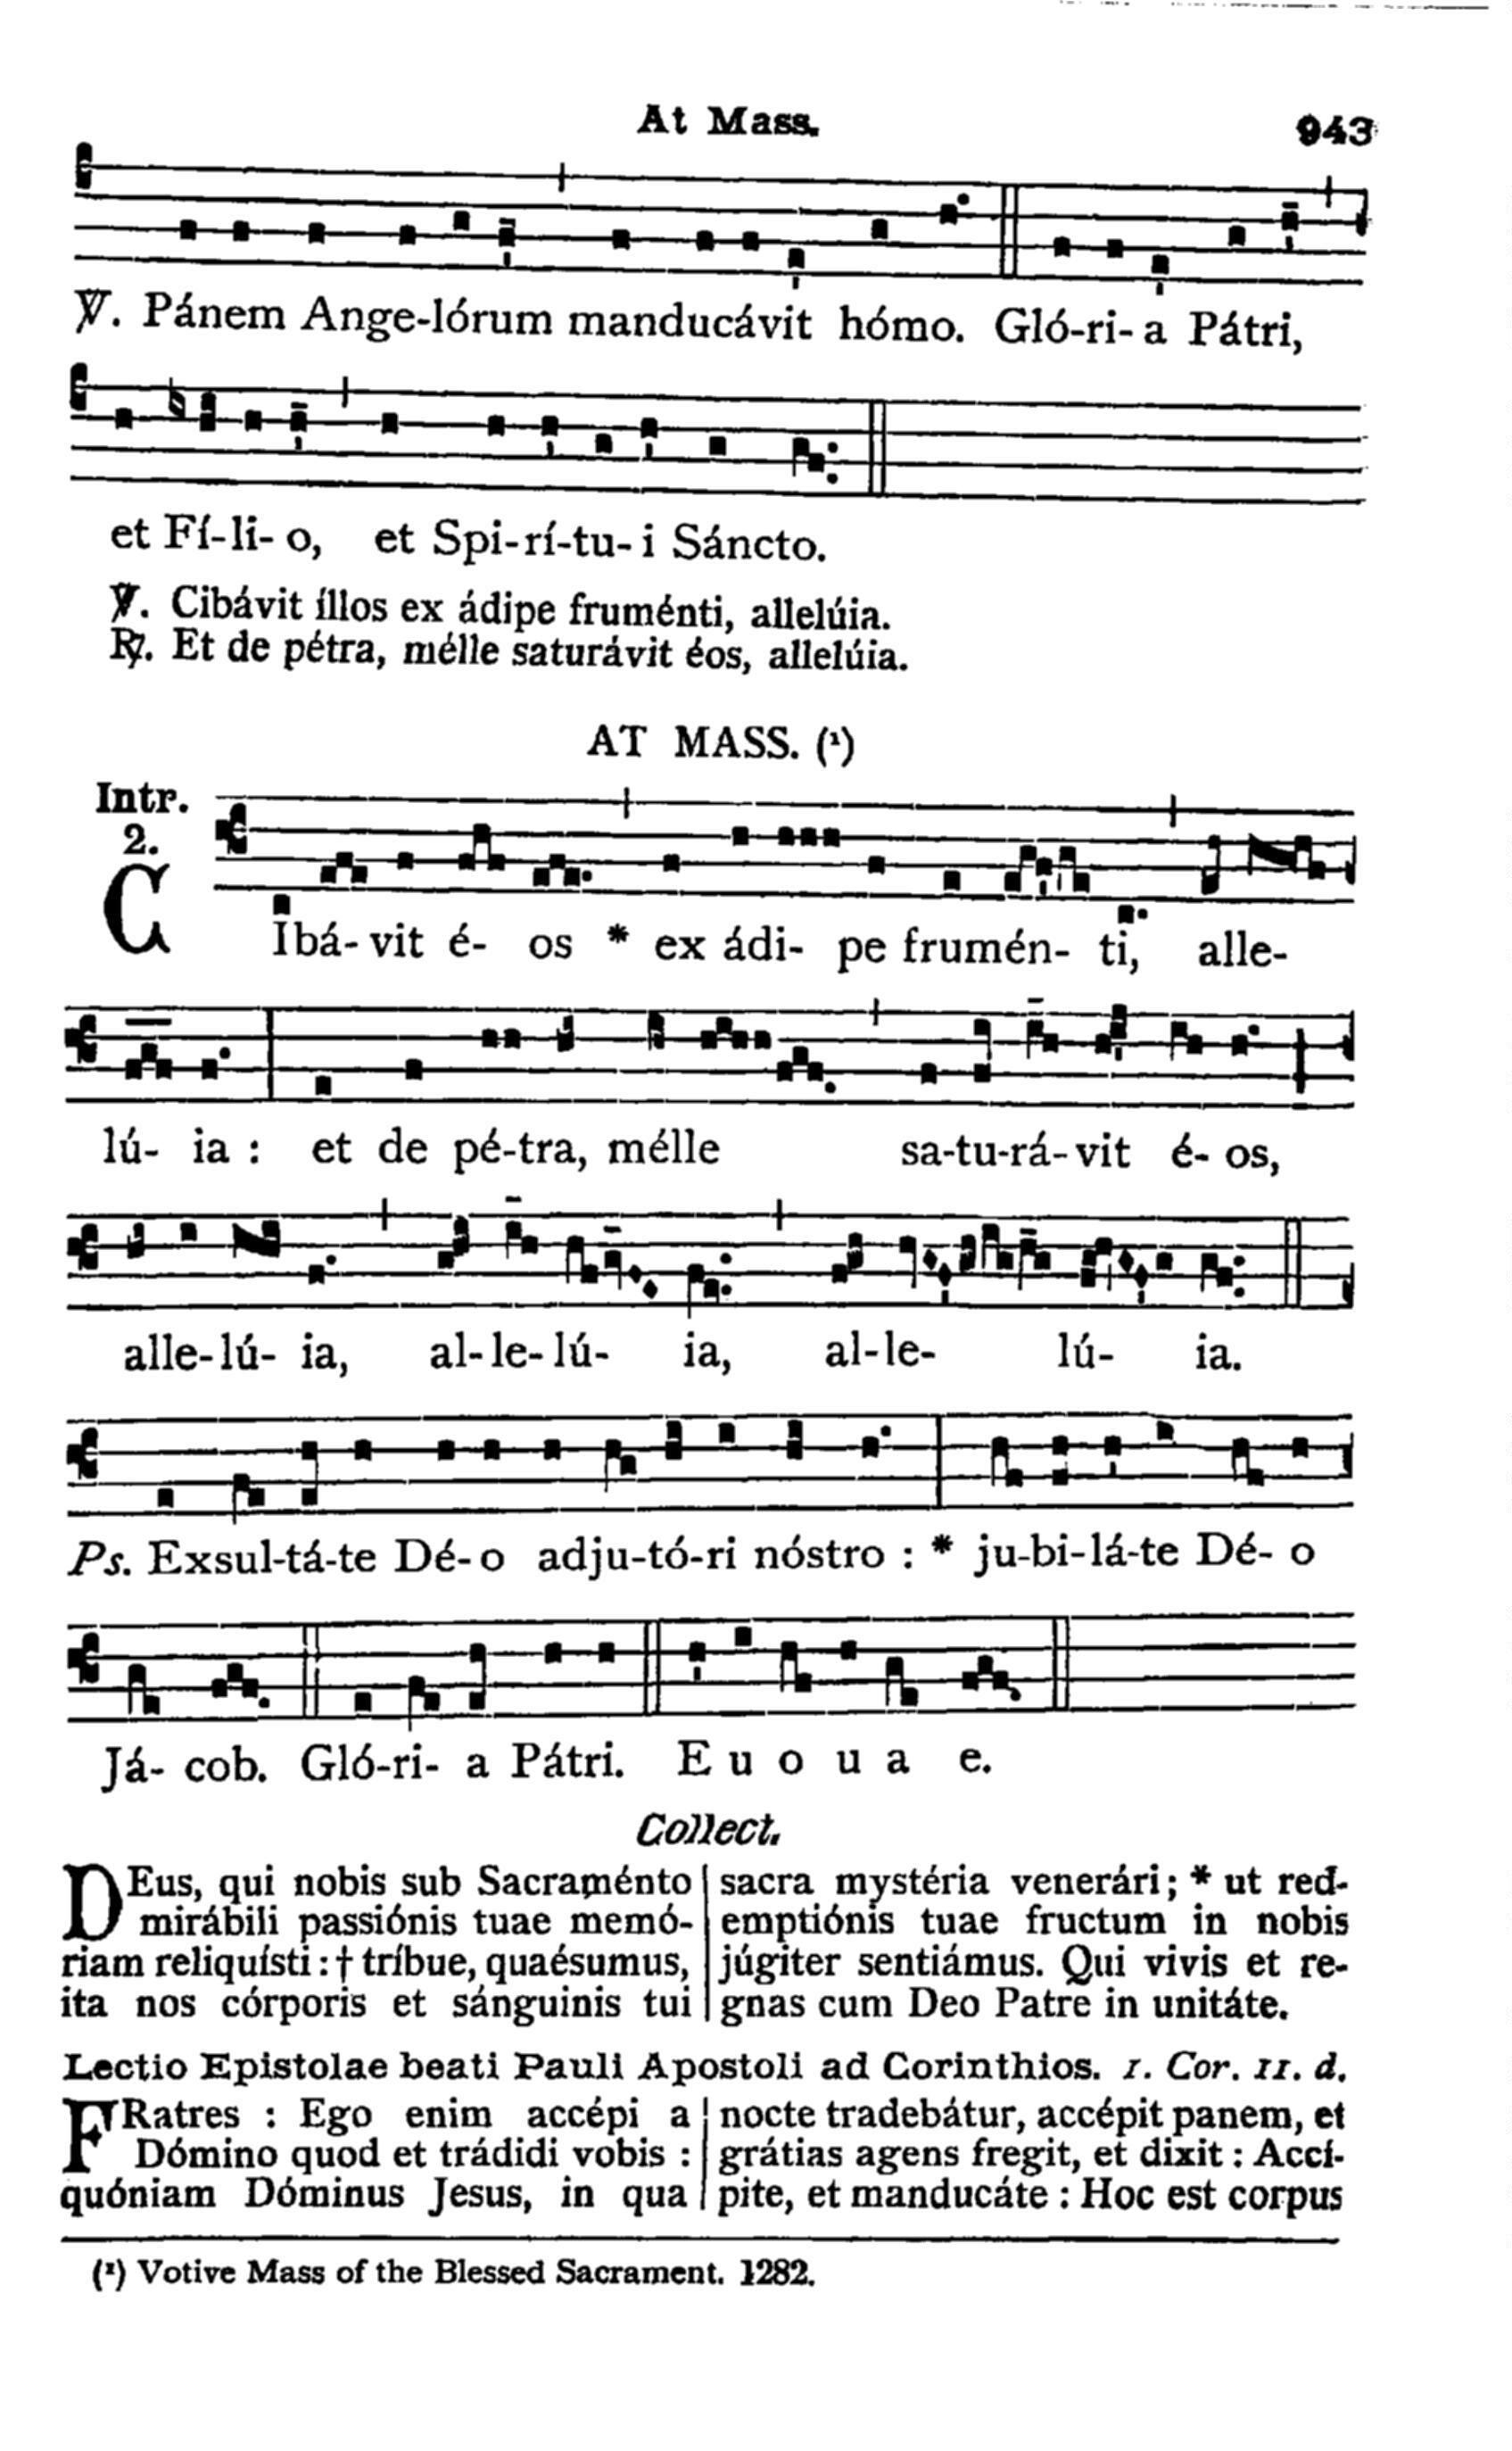 At Mass. 943
℣. Pánem Ange-lórum manducávit hómo. Gló-ri- a Pátri,
et Fí-li- o, et Spi-rí-tu- i Sáncto.
℣. Cibávit íllos ex ádipe fruménti, allelúia.
℟. Et de pétra, mélle saturávit éos, allelúia.
AT MASS. (¹)
Intr.
2.
CIbá- vit é- os * ex ádi- pe frumén- ti, alle-
lú- ia : et de pé-tra, mélle sa-tu-rá-vit é- os,
alle-lú- ia, al-le-lú- ia, al-le- lú- ia.
Ps. Exsul-tá-te Dé-o adju-tó-ri nóstro : * ju-bi-lá-te Dé- o
Já- cob. Gló-ri- a Pátri. E u o u a e.
Collect.
DEus, qui nobis sub Sacraménto
mirábili passiónis tuae memó-
riam reliquísti : † tríbue, quaésumus,
ita nos córporis et sánguinis tui
sacra mystéria venerári; * ut red-
emptiónis tuae fructum in nobis
júgiter sentiámus. Qui vivis et re-
gnas cum Deo Patre in unitáte.
Lectio Epistolae beati Pauli Apostoli ad Corinthios. 1. Cor. 11. d.
FRatres : Ego enim accépi a
Dómino quod et trádidi vobis :
quóniam Dóminus Jesus, in qua
nocte tradebátur, accépit panem, et
grátias agens fregit, et dixit : Accí-
pite, et manducáte : Hoc est corpus
(¹) Votive Mass of the Blessed Sacrament. 1282.